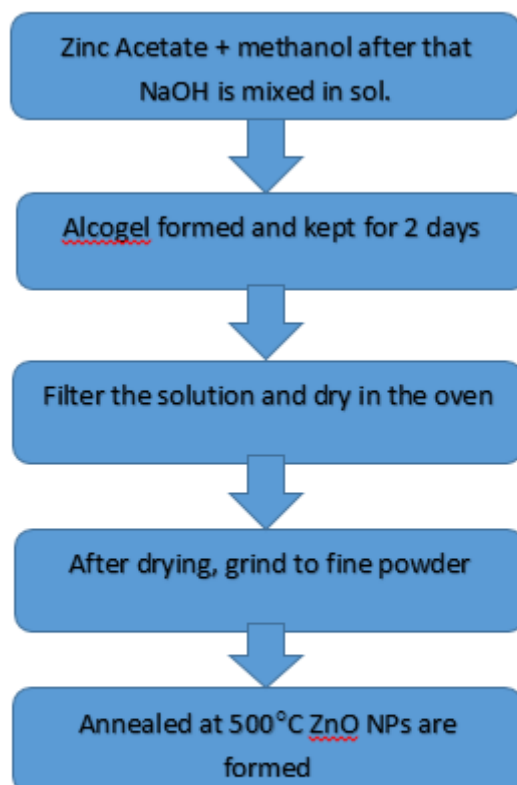 Zinc Acetate + methanol after that
NaOH is mixed in sol.
Alcogel formed and kept for 2 days
Filter the solution and dry in the oven
After drying, grind to fine powder
Annealed at 500°C ZnO NPs are
formed